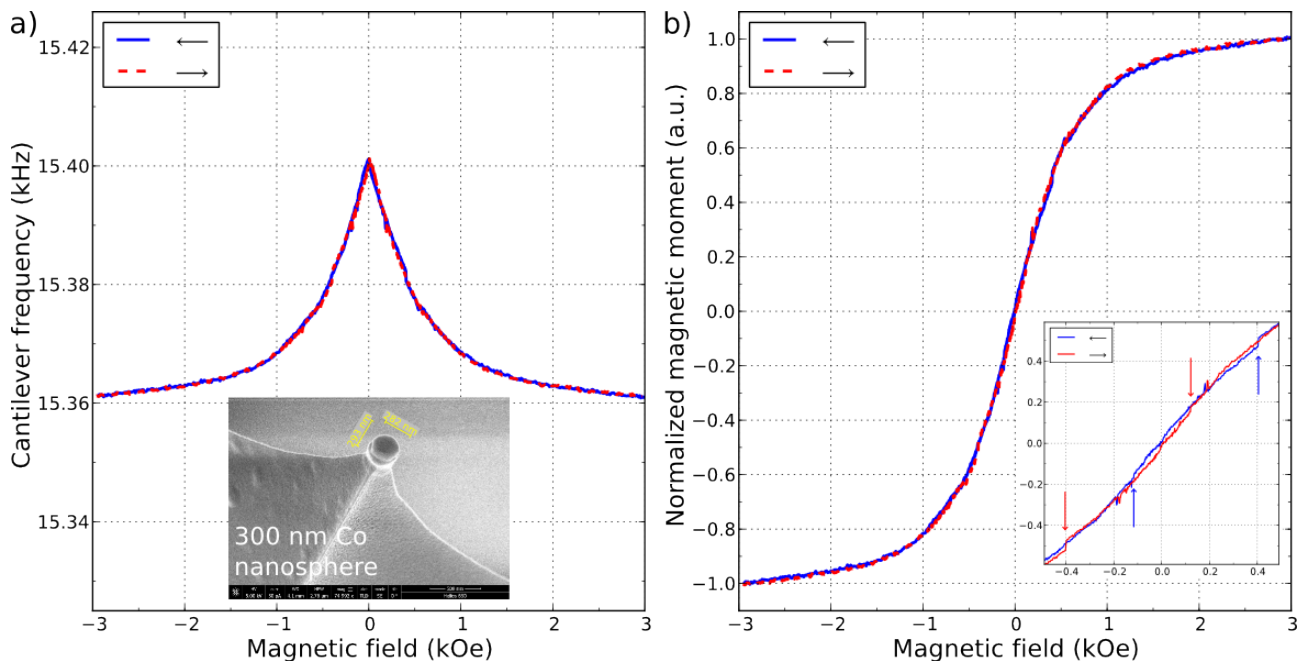 a)
←
→
15.42
15.40
15.38
15.36
15.34
Cantilever frequency (kHz)
−3 −2 −1 0 1 2 3
Magnetic field (kOe)
282 nm
300 nm Co
nanosphere
b)
←
→
1.0
0.8
0.6
0.4
0.2
0.0
−0.2
−0.4
−0.6
−0.8
−1.0
Normalized magnetic moment (a.u.)
−3 −2 −1 0 1 2 3
Magnetic field (kOe)
←
→
0.4
0.2
0.0
−0.2
−0.4
−0.4 −0.2 0.0 0.2 0.4